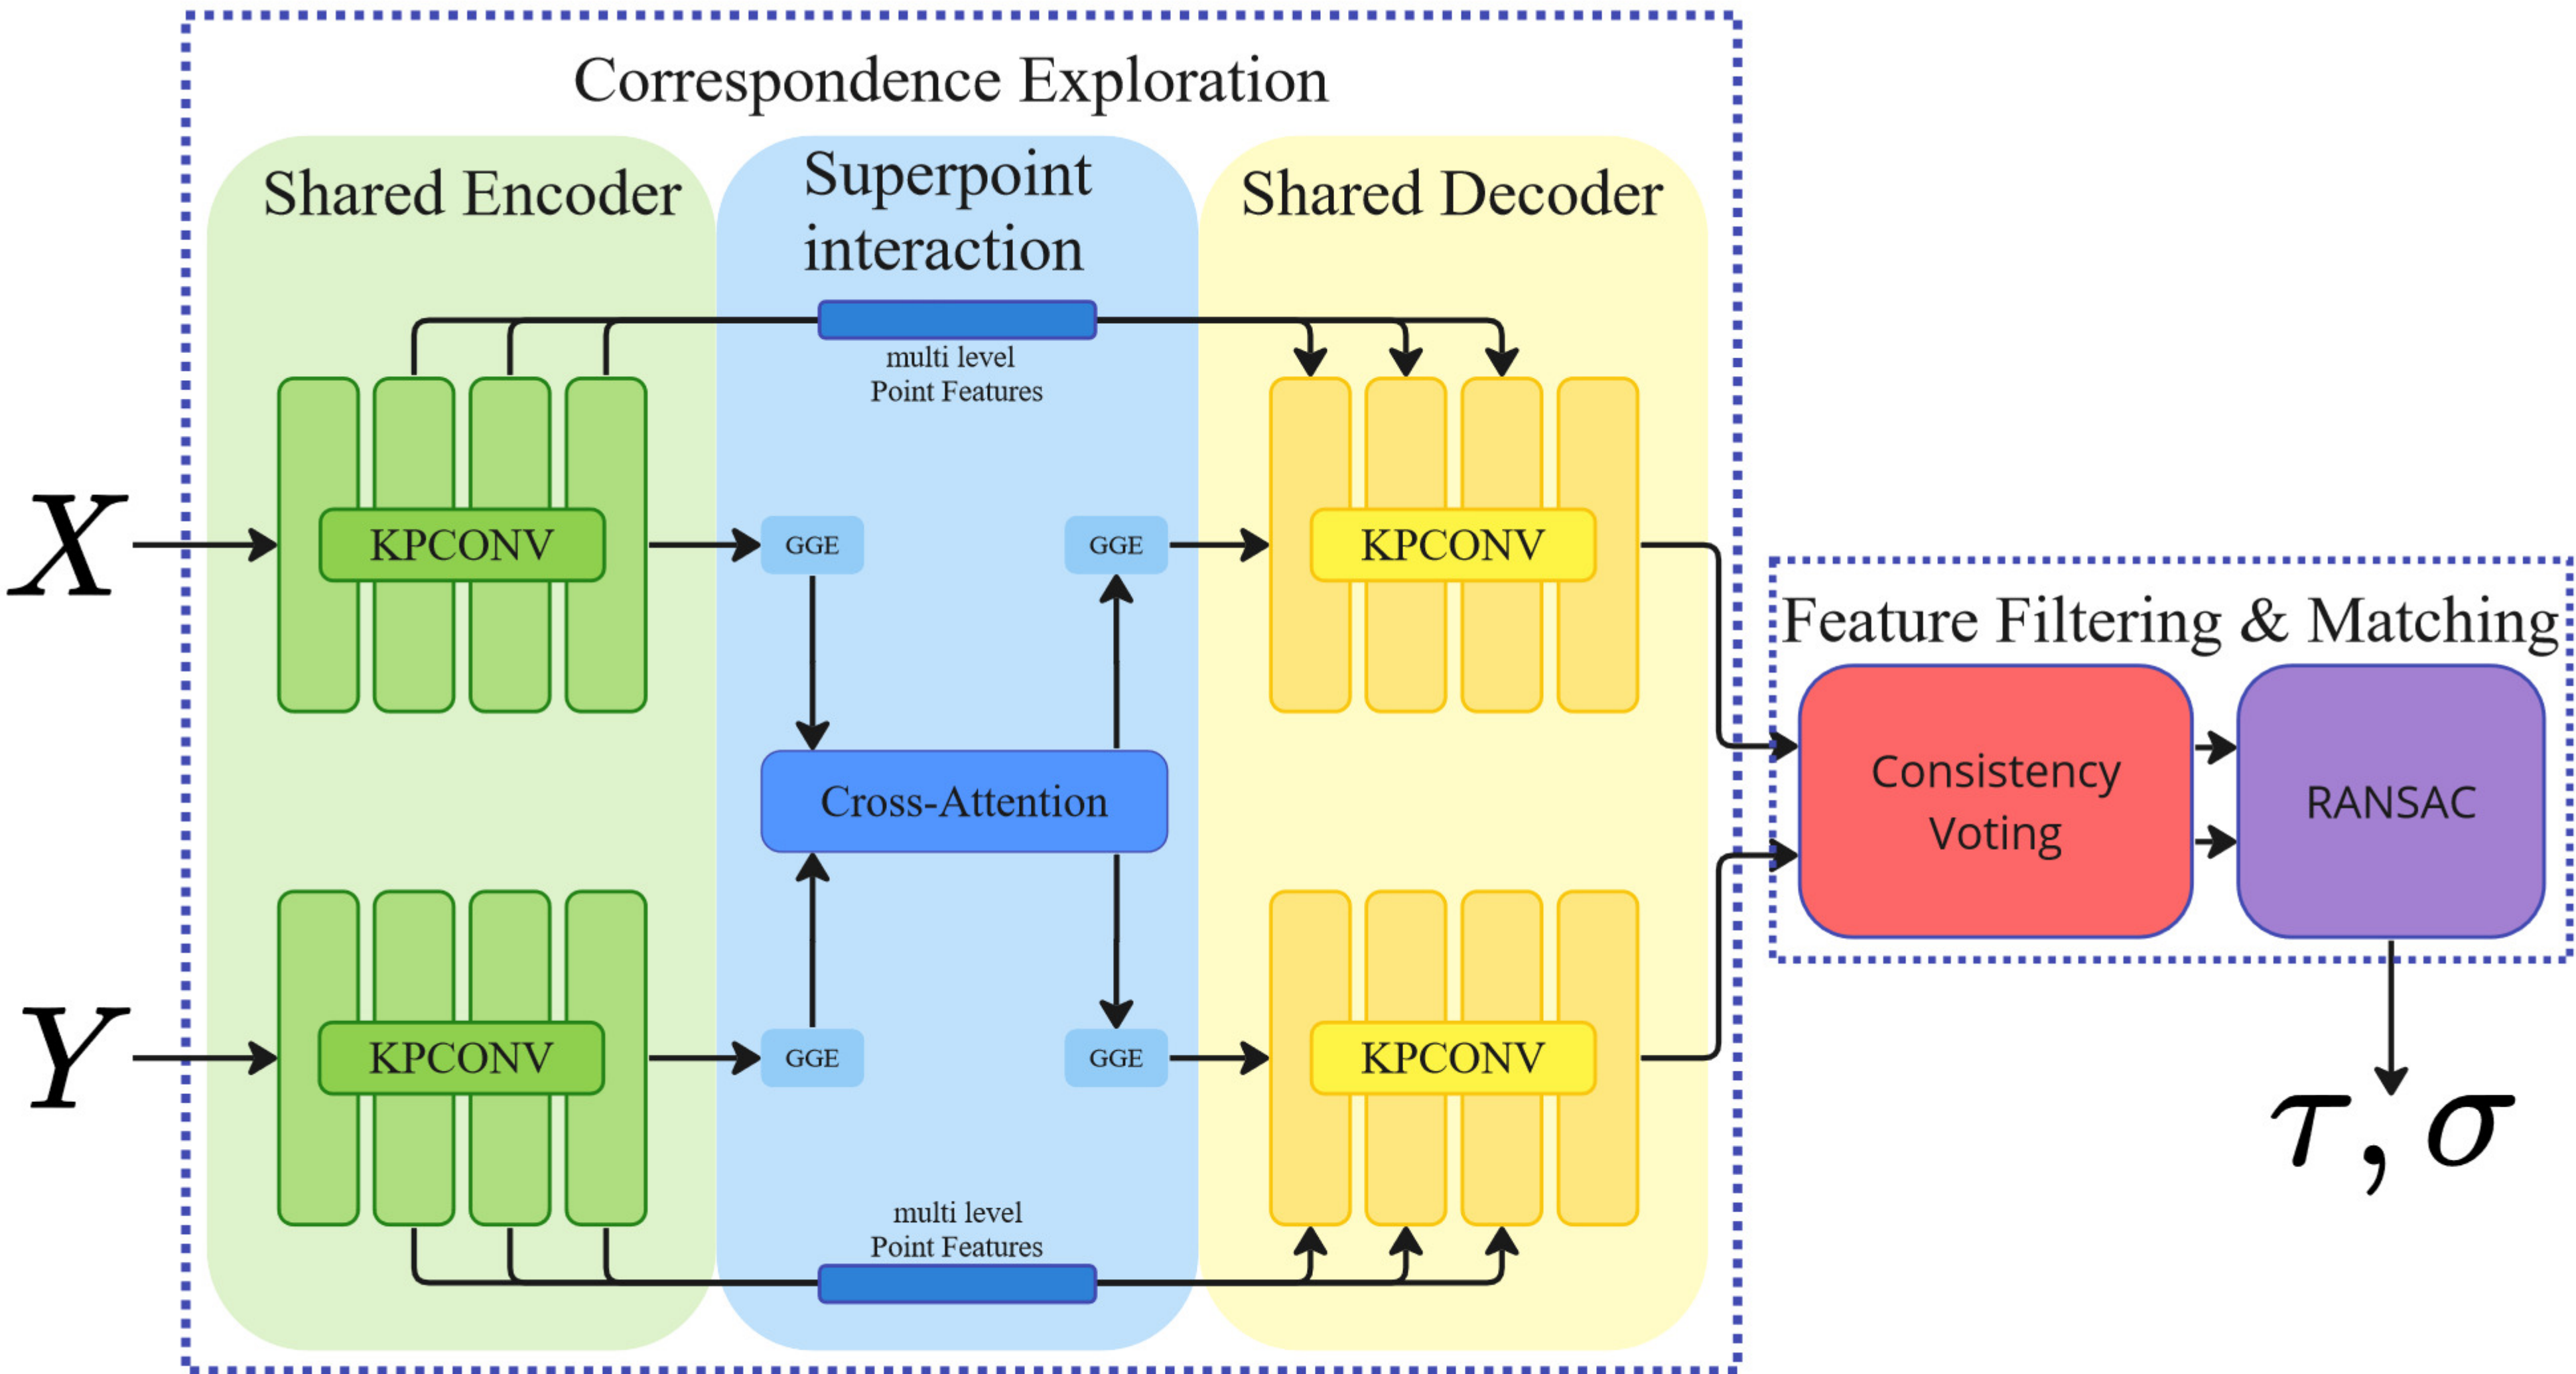 Correspondence Exploration
Shared Encoder
Superpoint
interaction
Shared Decoder
multi level
Point Features
X
KPCONV
GGE
GGE
KPCONV
Feature Filtering & Matching
Cross-Attention
Consistency
Voting
RANSAC
Y
KPCONV
GGE
GGE
KPCONV
τ, σ
multi level
Point Features